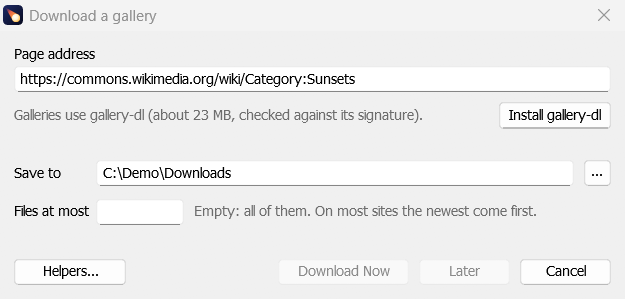 Download a gallery
Page address
https://commons.wikimedia.org/wiki/Category:Sunsets
Galleries use gallery-dl (about 23 MB, checked against its signature).
Install gallery-dl
Save to
C:\Demo\Downloads
...
Files at most
Empty: all of them. On most sites the newest come first.
Helpers...
Download Now
Later
Cancel